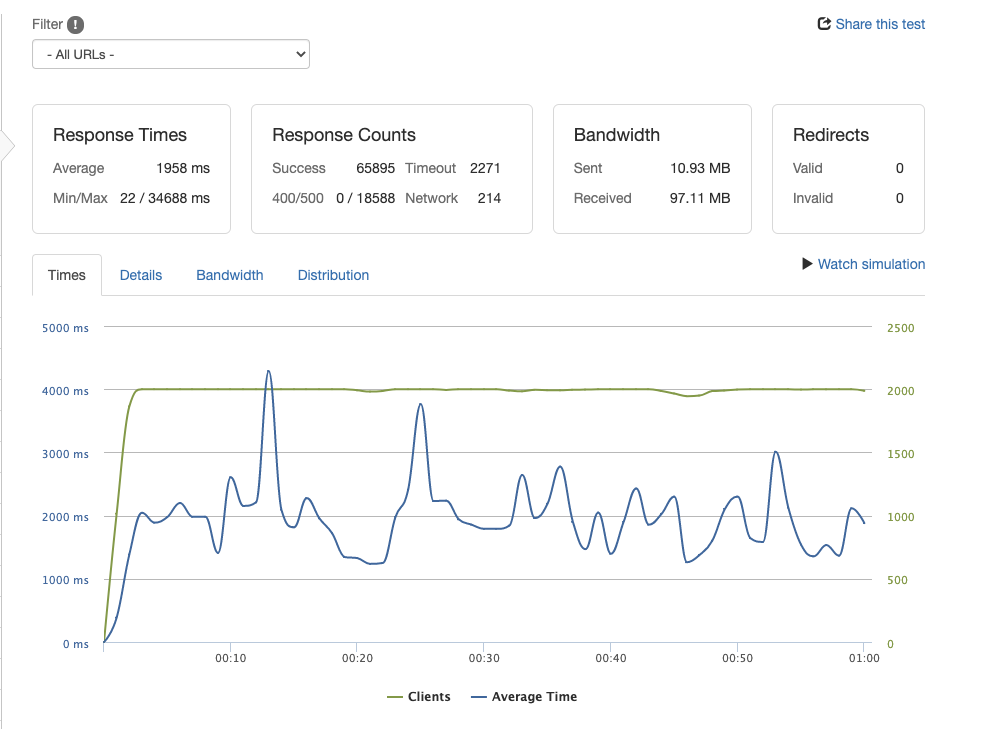 Filter !
Share this test
- All URLs -
Response Times
Average 1958 ms
Min/Max 22 / 34688 ms
Response Counts
Success 65895 Timeout 2271
400/500 0 / 18588 Network 214
Bandwidth
Sent 10.93 MB
Received 97.11 MB
Redirects
Valid 0
Invalid 0
Times Details Bandwidth Distribution
Watch simulation
5000 ms 2500
4000 ms 2000
3000 ms 1500
2000 ms 1000
1000 ms 500
0 ms 0
00:10 00:20 00:30 00:40 00:50 01:00
Clients Average Time